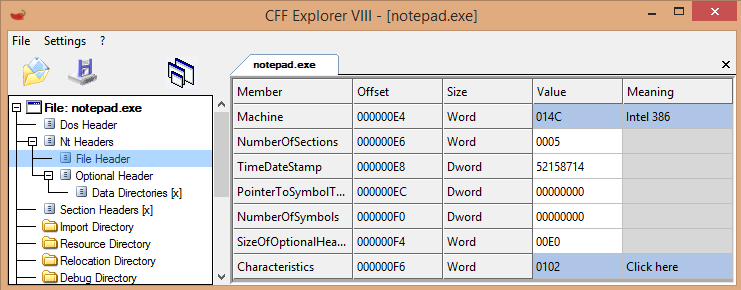 CFF Explorer VIII - [notepad.exe]
File Settings ?
notepad.exe
File: notepad.exe
Dos Header
Nt Headers
File Header
Optional Header
Data Directories [x]
Section Headers [x]
Import Directory
Resource Directory
Relocation Directory
Debug Directory
Member Offset Size Value Meaning
Machine 000000E4 Word 014C Intel 386
NumberOfSections 000000E6 Word 0005
TimeDateStamp 000000E8 Dword 52158714
PointerToSymbolT... 000000EC Dword 00000000
NumberOfSymbols 000000F0 Dword 00000000
SizeOfOptionalHea... 000000F4 Word 00E0
Characteristics 000000F6 Word 0102 Click here